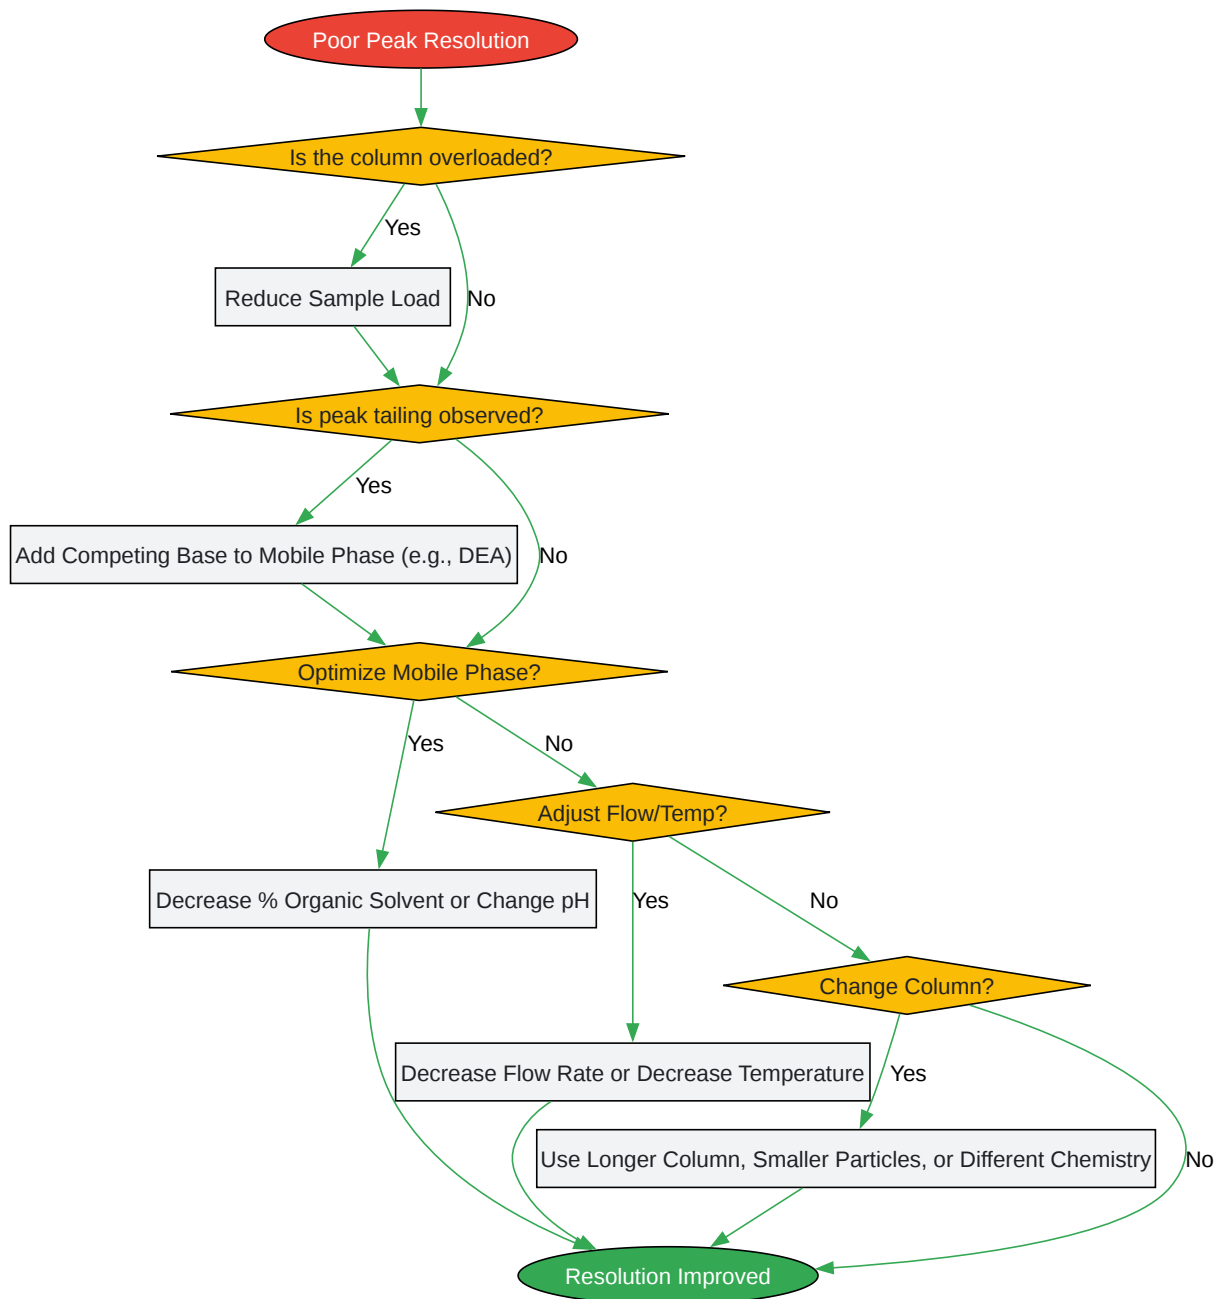 Poor Peak Resolution
Is the column overloaded?
Yes
Reduce Sample Load
No
Is peak tailing observed?
Yes
Add Competing Base to Mobile Phase (e.g., DEA)
No
Optimize Mobile Phase?
Yes
No
Adjust Flow/Temp?
Decrease % Organic Solvent or Change pH
Yes
No
Change Column?
Decrease Flow Rate or Decrease Temperature
Yes
Use Longer Column, Smaller Particles, or Different Chemistry
No
Resolution Improved